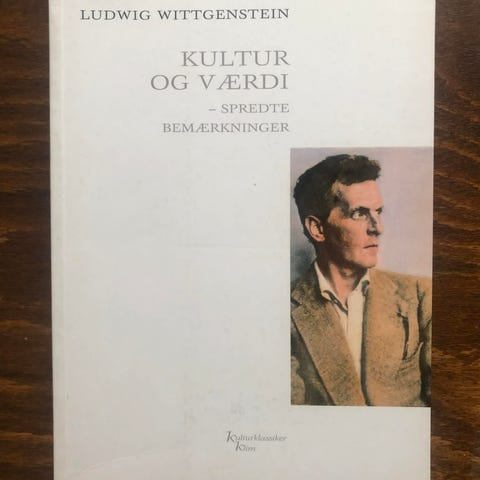 LUDWIG WITTGENSTEIN
KULTUR
OG VÆRDI
– SPREDTE
BEMÆRKNINGER
Kulturklassiker
Klim